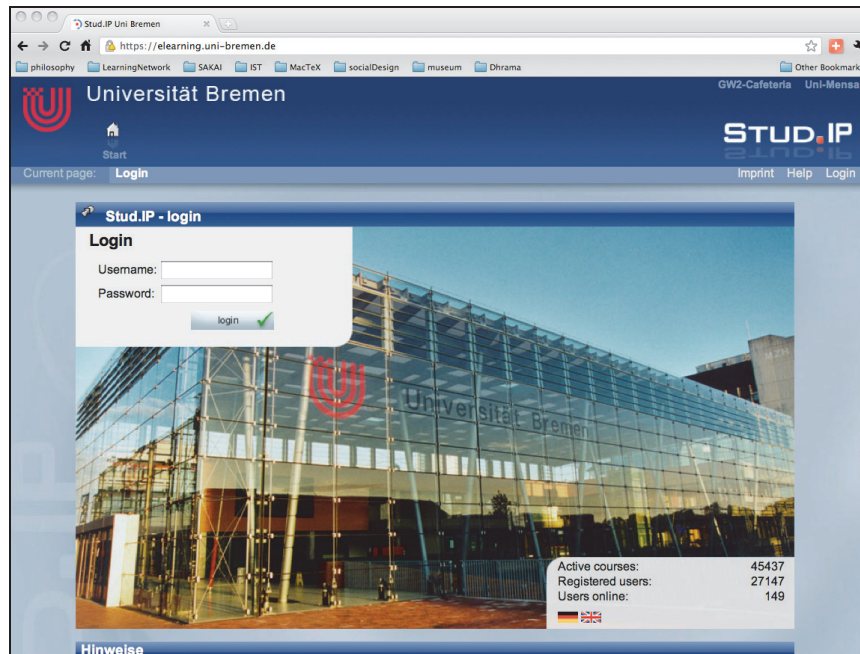 Stud.IP Uni Bremen
https://elearning.uni-bremen.de
philosophy LearningNetwork SAKAI IST MacTeX socialDesign museum Dhrama Other Bookmark
Universität Bremen
GW2-Cafeteria Uni-Mensa
Start
STUD.IP
Current page: Login
Imprint Help Login
Stud.IP - login
Login
Username:
Password:
login
MZH
Universität Bremen
Active courses: 45437
Registered users: 27147
Users online: 149
Hinweise